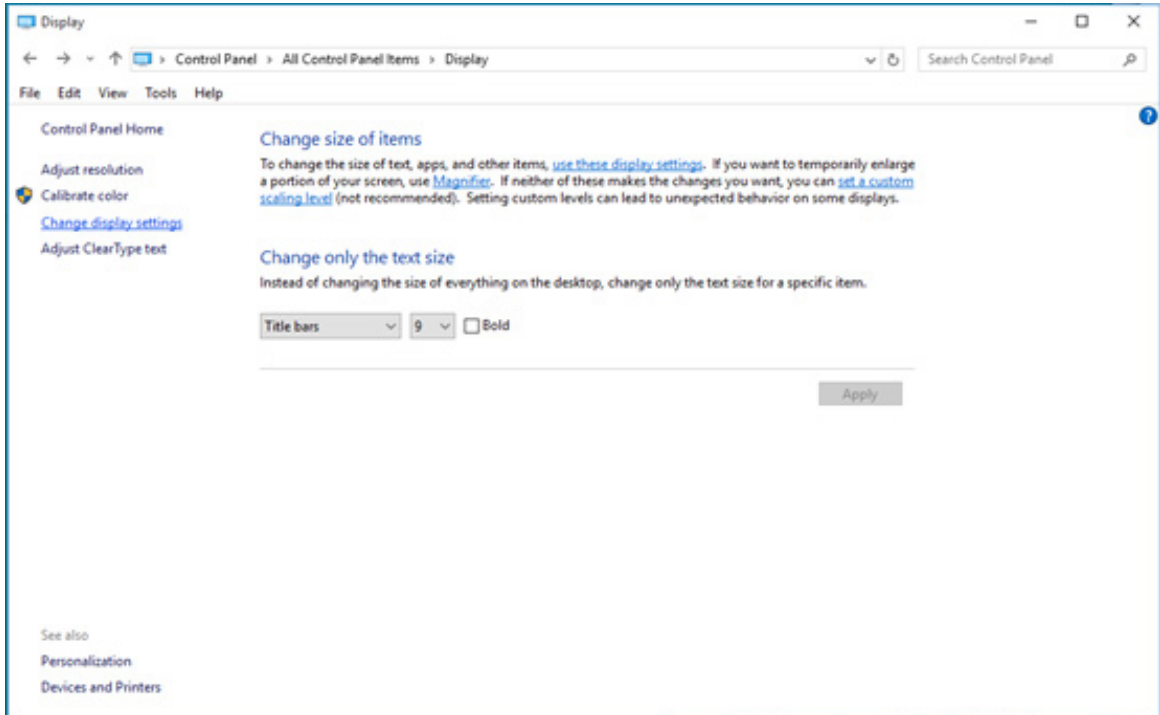 Display
Control Panel > All Control Panel Items > Display
Search Control Panel
File Edit View Tools Help
Control Panel Home
Adjust resolution
Calibrate color
Change display settings
Adjust ClearType text
Change size of items
To change the size of text, apps, and other items, use these display settings. If you want to temporarily enlarge
a portion of your screen, use Magnifier. If neither of these makes the changes you want, you can set a custom
scaling level (not recommended). Setting custom levels can lead to unexpected behavior on some displays.
Change only the text size
Instead of changing the size of everything on the desktop, change only the text size for a specific item.
Title bars 9 Bold
Apply
See also
Personalization
Devices and Printers